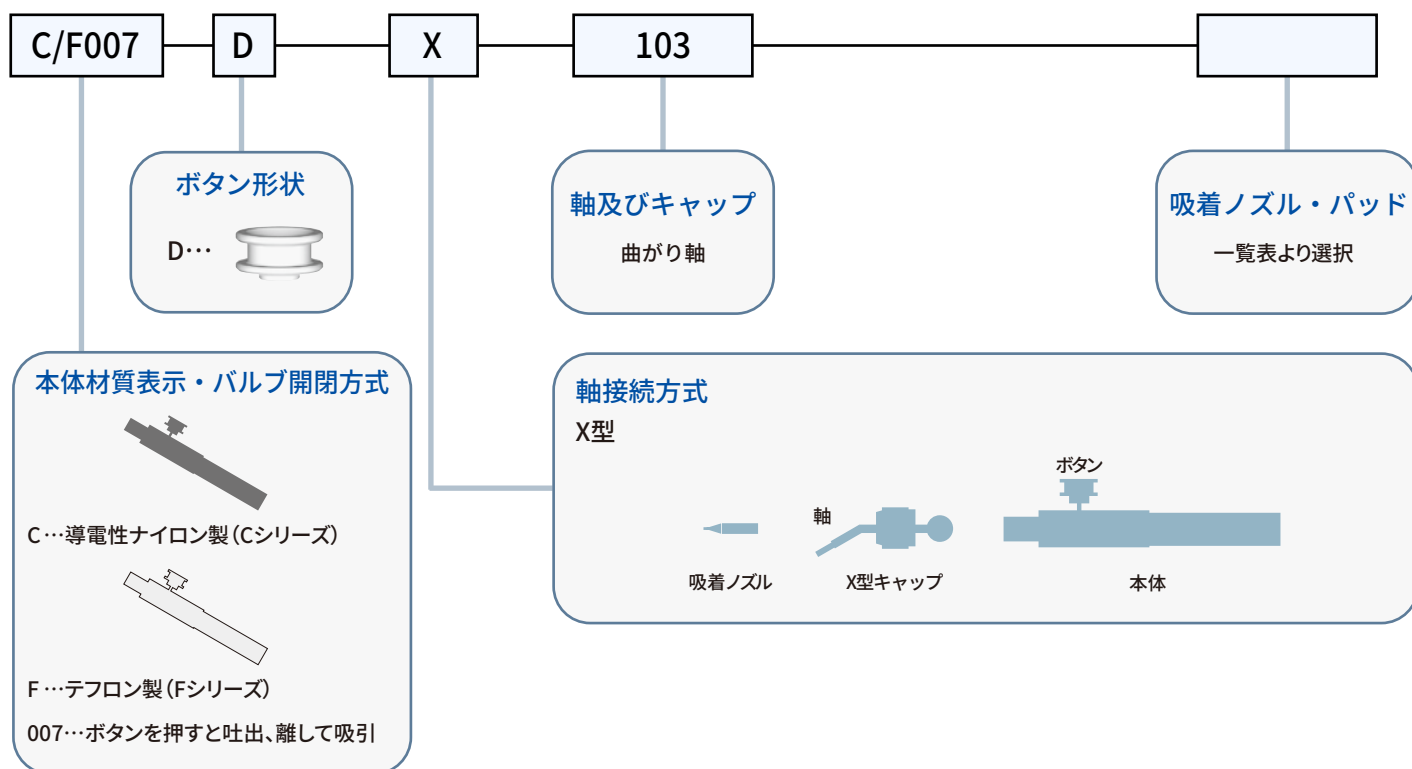 C/F007
D
X
103
ボタン形状
D…
軸及びキャップ
曲がり軸
吸着ノズル・パッド
一覧表より選択
本体材質表示・バルブ開閉方式
C…導電性ナイロン製(Cシリーズ)
F…テフロン製(Fシリーズ)
007…ボタンを押すと吐出、離して吸引
軸接続方式
X型
ボタン
軸
吸着ノズル
X型キャップ
本体